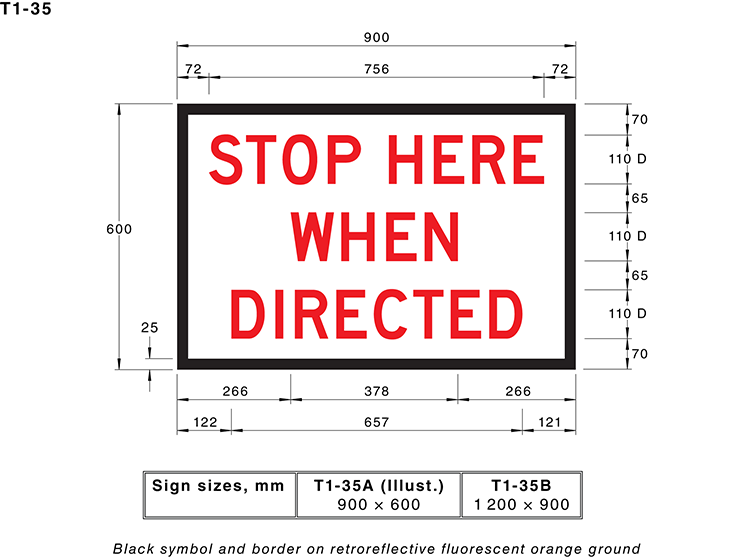 T1-35
900
72 756 72
70
STOP HERE
110 D
65
600
WHEN
110 D
65
DIRECTED
110 D
25
70
266 378 266
122 657 121
Sign sizes, mm T1-35A (Illust.) T1-35B
900 × 600 1 200 × 900
Black symbol and border on retroreflective fluorescent orange ground